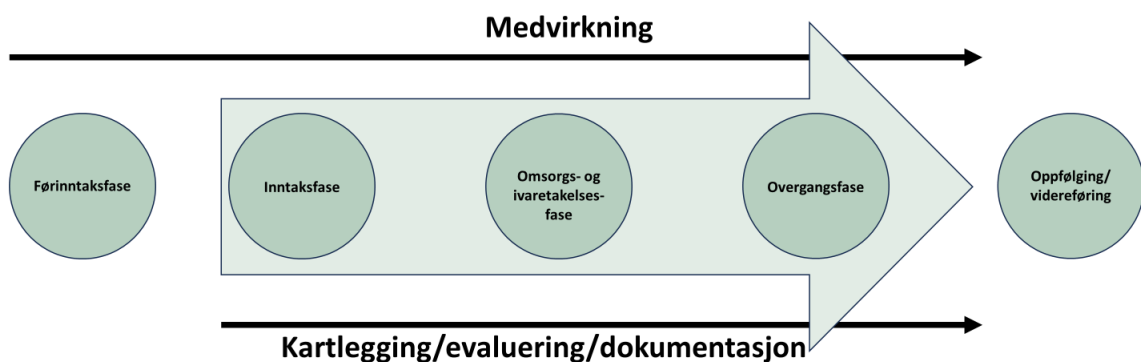 Medvirkning
Førinntaksfase
Inntaksfase
Omsorgs- og
ivaretakelses-
fase
Overgangsfase
Oppfølging/
videreføring
Kartlegging/evaluering/dokumentasjon